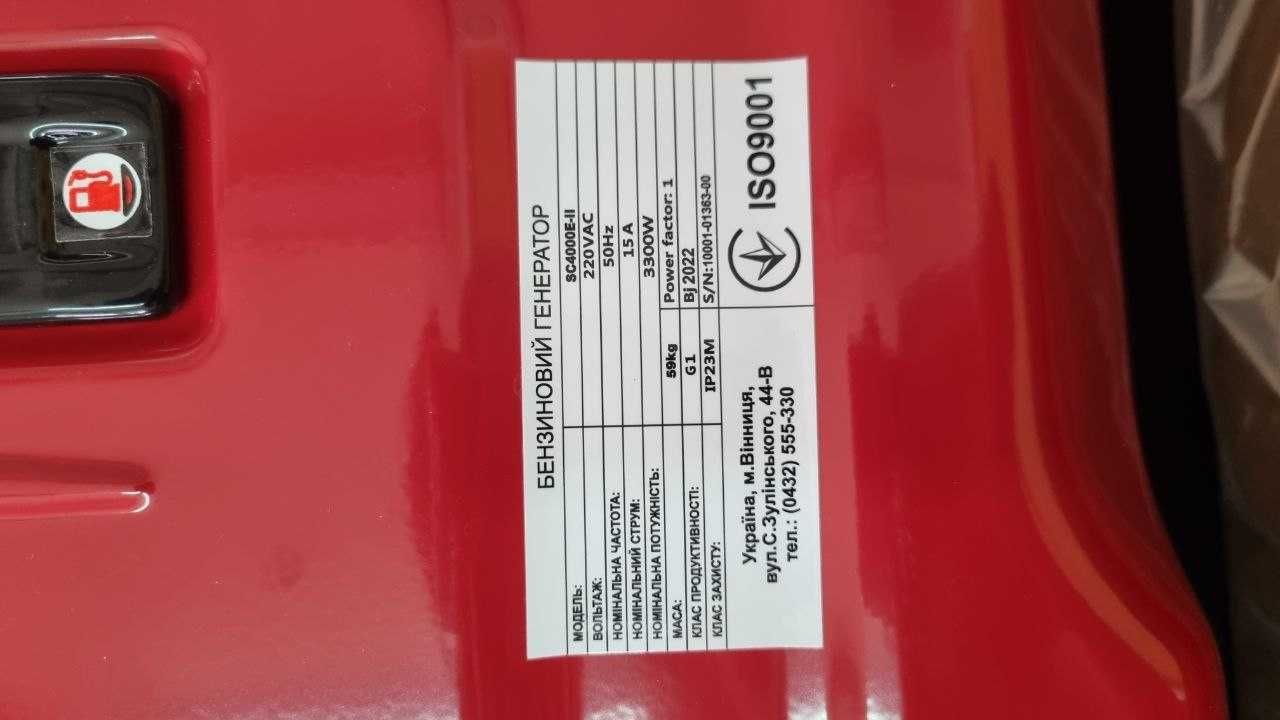 БЕНЗИНОВИЙ ГЕНЕРАТОР
МОДЕЛЬ: SC4000E-II
ВОЛЬТАЖ: 220VAC
НОМІНАЛЬНА ЧАСТОТА: 50Hz
НОМІНАЛЬНИЙ СТРУМ: 15 A
НОМІНАЛЬНА ПОТУЖНІСТЬ: 3300W
МАСА: 59kg Power factor: 1
КЛАС ПРОДУКТИВНОСТІ: G1 Bj 2022
КЛАС ЗАХИСТУ: IP23M S/N:10001-01363-00
Україна, м.Вінниця,
вул.С.Зулінського, 44-В
тел.: (0432) 555-330
ISO9001